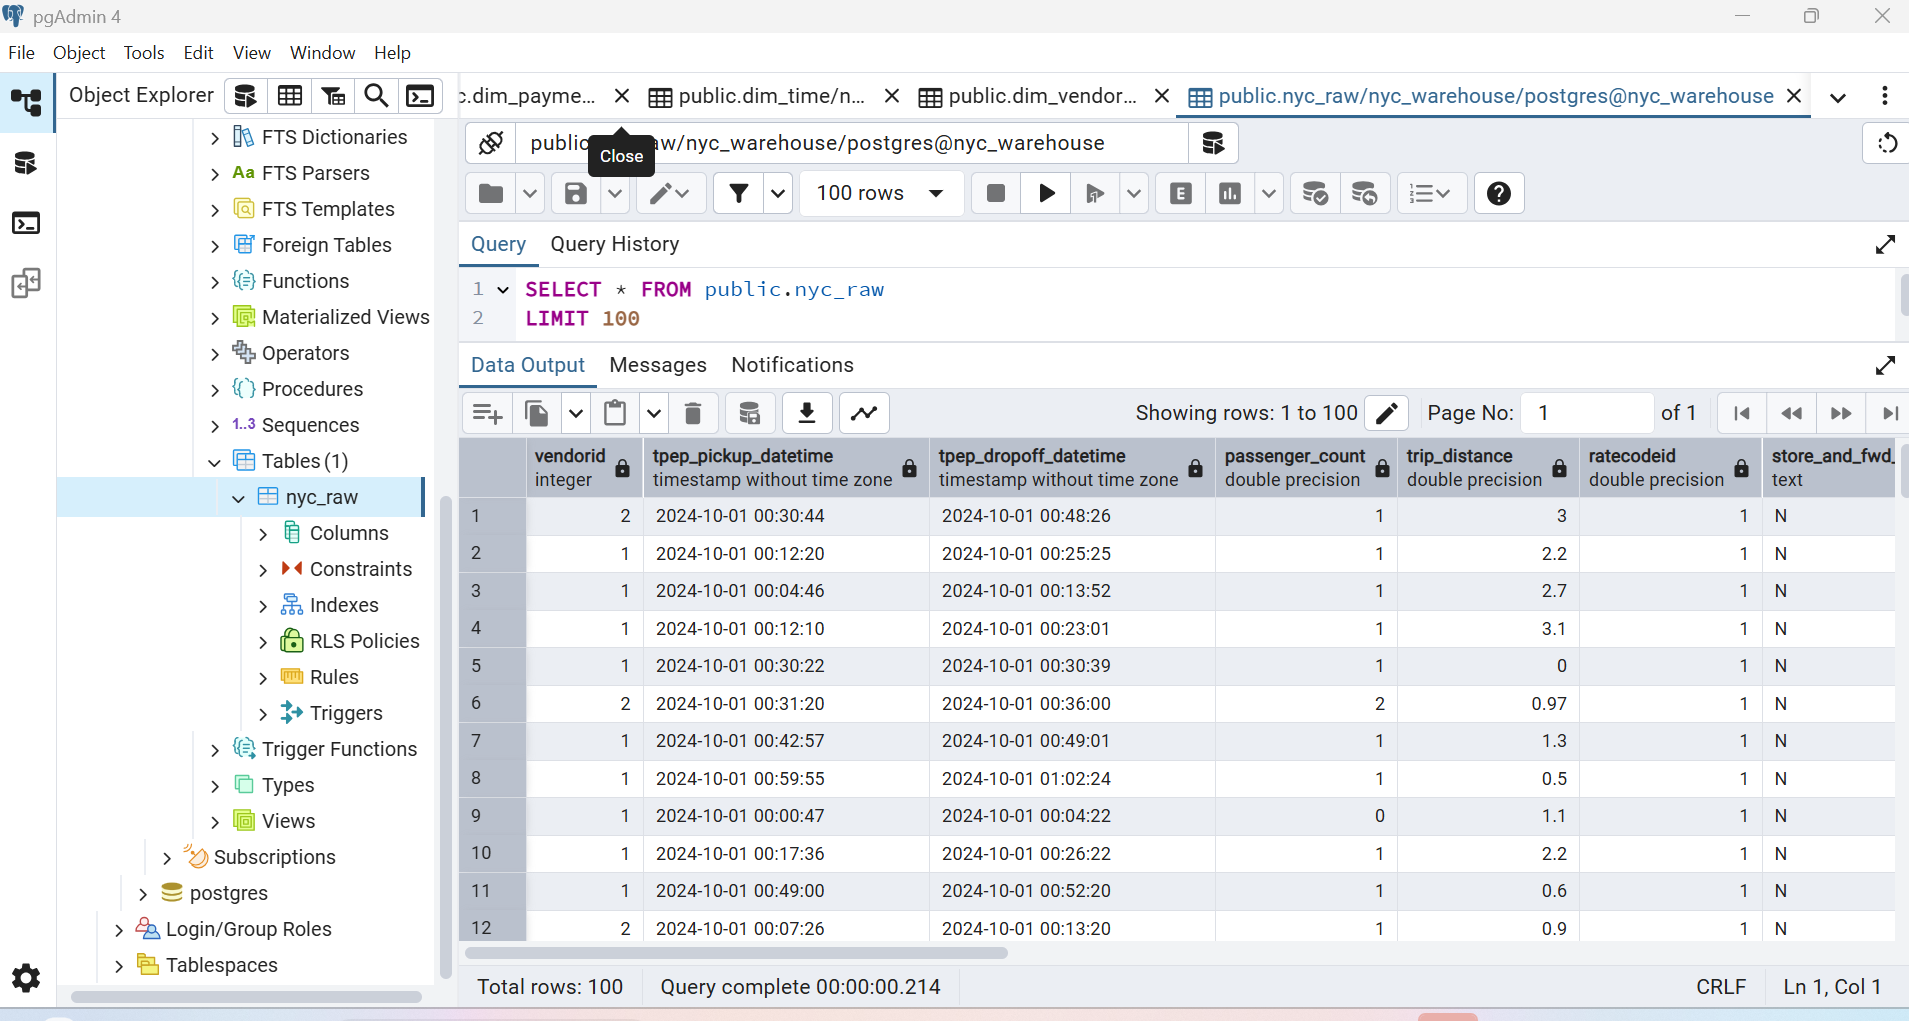 pgAdmin 4
File Object Tools Edit View Window Help
Object Explorer
c.dim_payme... public.dim_time/n... public.dim_vendor... public.nyc_raw/nyc_warehouse/postgres@nyc_warehouse
public aw/nyc_warehouse/postgres@nyc_warehouse
Close
100 rows
E
Query Query History
1 SELECT * FROM public.nyc_raw
2 LIMIT 100
Data Output Messages Notifications
Showing rows: 1 to 100 Page No: 1 of 1
FTS Dictionaries
Aa FTS Parsers
FTS Templates
Foreign Tables
Functions
Materialized Views
Operators
Procedures
1..3 Sequences
Tables (1)
nyc_raw
Columns
Constraints
Indexes
RLS Policies
Rules
Triggers
Trigger Functions
Types
Views
Subscriptions
postgres
Login/Group Roles
Tablespaces
vendorid tpep_pickup_datetime tpep_dropoff_datetime passenger_count trip_distance ratecodeid store_and_fwd_
integer timestamp without time zone timestamp without time zone double precision double precision double precision text
1 2 2024-10-01 00:30:44 2024-10-01 00:48:26 1 3 1 N
2 1 2024-10-01 00:12:20 2024-10-01 00:25:25 1 2.2 1 N
3 1 2024-10-01 00:04:46 2024-10-01 00:13:52 1 2.7 1 N
4 1 2024-10-01 00:12:10 2024-10-01 00:23:01 1 3.1 1 N
5 1 2024-10-01 00:30:22 2024-10-01 00:30:39 1 0 1 N
6 2 2024-10-01 00:31:20 2024-10-01 00:36:00 2 0.97 1 N
7 1 2024-10-01 00:42:57 2024-10-01 00:49:01 1 1.3 1 N
8 1 2024-10-01 00:59:55 2024-10-01 01:02:24 1 0.5 1 N
9 1 2024-10-01 00:00:47 2024-10-01 00:04:22 0 1.1 1 N
10 1 2024-10-01 00:17:36 2024-10-01 00:26:22 1 2.2 1 N
11 1 2024-10-01 00:49:00 2024-10-01 00:52:20 1 0.6 1 N
12 2 2024-10-01 00:07:26 2024-10-01 00:13:20 1 0.9 1 N
Total rows: 100 Query complete 00:00:00.214 CRLF Ln 1, Col 1